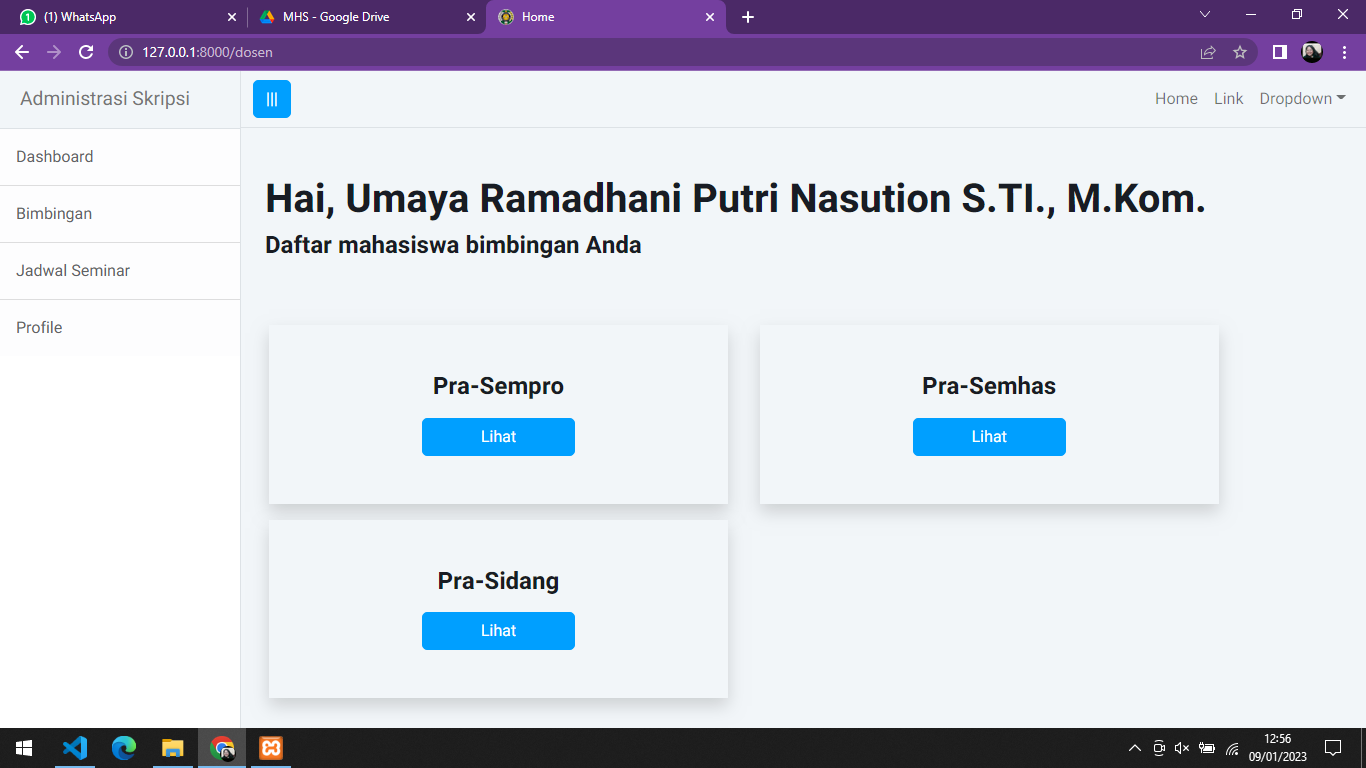 (1) WhatsApp
MHS - Google Drive
Home
127.0.0.1:8000/dosen
Administrasi Skripsi
Home Link Dropdown
Dashboard
Bimbingan
Jadwal Seminar
Profile
Hai, Umaya Ramadhani Putri Nasution S.TI., M.Kom.
Daftar mahasiswa bimbingan Anda
Pra-Sempro
Lihat
Pra-Semhas
Lihat
Pra-Sidang
Lihat
12:56
09/01/2023